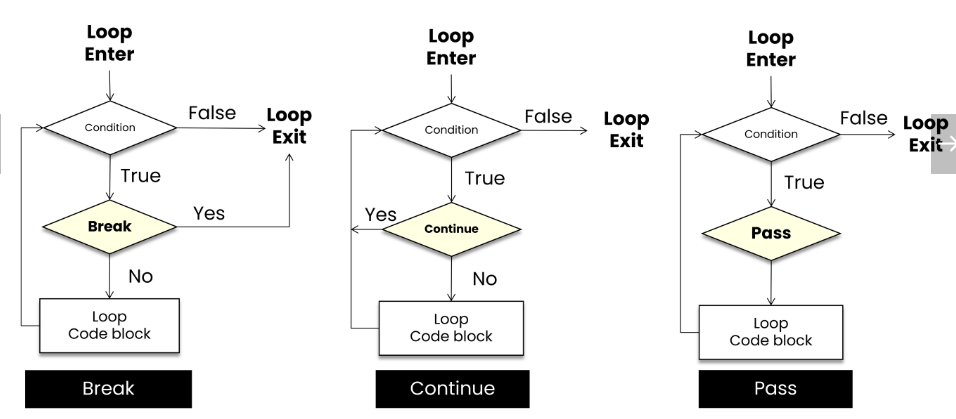 Loop
Enter
Condition
False
Loop
Exit
True
Break
Yes
No
Loop
Code block
Break
Loop
Enter
Condition
False
Loop
Exit
True
Yes
Continue
No
Loop
Code block
Continue
Loop
Enter
Condition
False
Loop
Exit
True
Pass
Loop
Code block
Pass